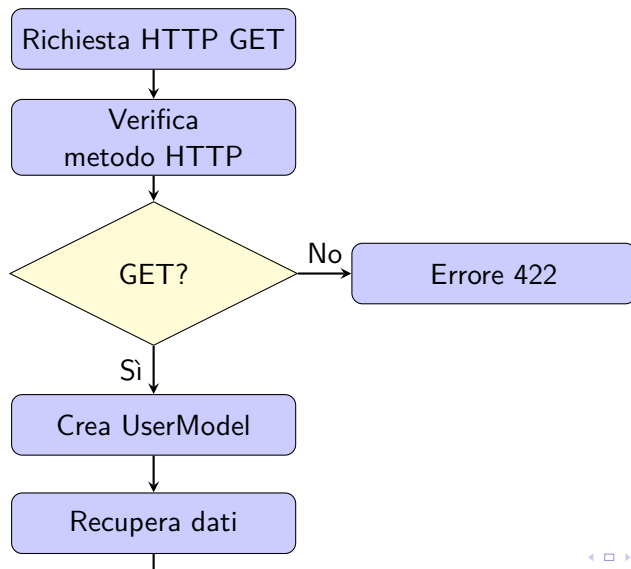 Richiesta HTTP GET
Verifica
metodo HTTP
GET?
No
Errore 422
Sì
Crea UserModel
Recupera dati